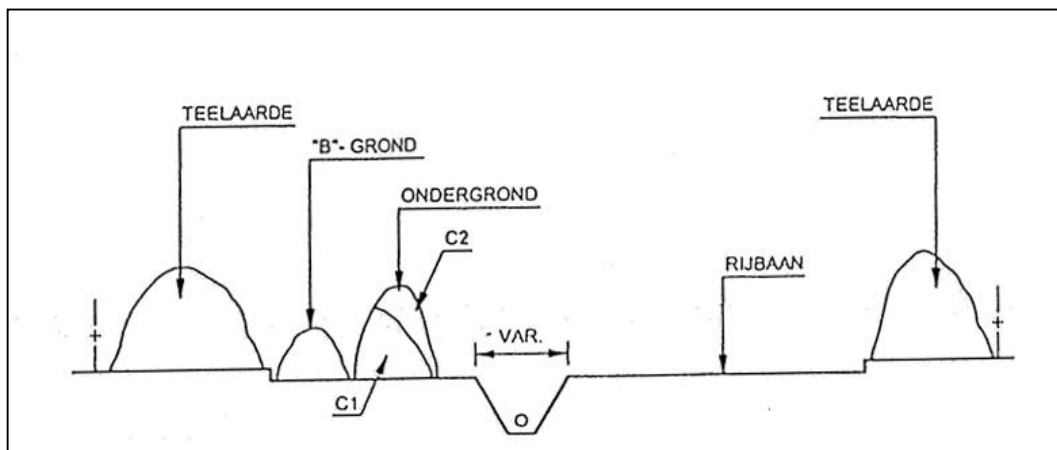 TEELAARDE
TEELAARDE
"B"- GROND
ONDERGROND
C2
RIJBAAN
VAR.
C1
O